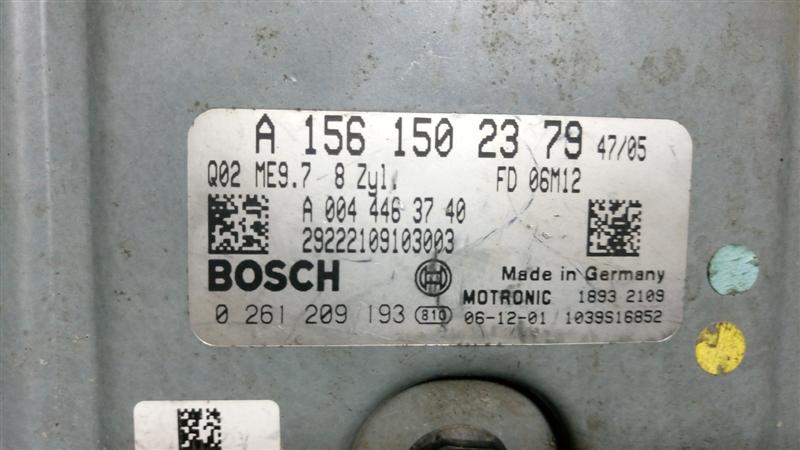 A 156 150 23 79 47/05
Q02 ME9.7 8 Zyl. FD 06M12
A 004 446 37 40
29222109103003
BOSCH Made in Germany
MOTRONIC 1893 2109
0 261 209 193 810 06-12-01 1039S16852